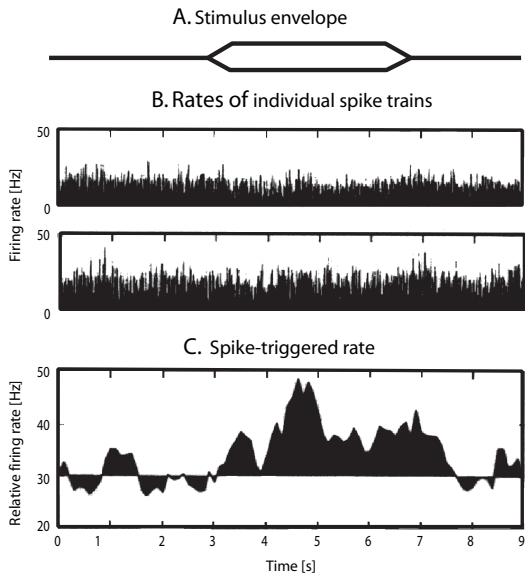 A. Stimulus envelope
B. Rates of individual spike trains
50
0
Firing rate [Hz]
50
0
C. Spike-triggered rate
50
40
30
20
Relative firing rate [Hz]
0 1 2 3 4 5 6 7 8 9
Time [s]